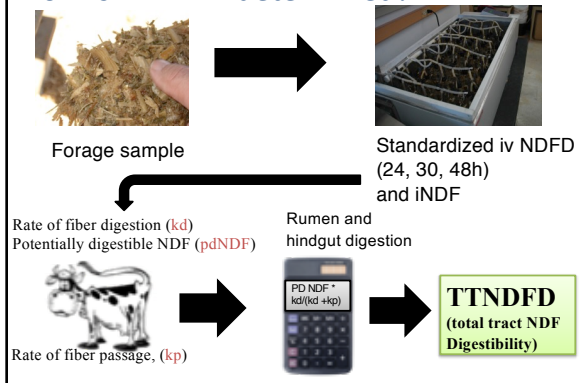 Forage sample
Standardized iv NDFD
(24, 30, 48h)
and iNDF
Rate of fiber digestion (kd)
Potentially digestible NDF (pdNDF)
Rumen and
hindgut digestion
PD NDF *
kd/(kd +kp)
TTNDFD
(total tract NDF
Digestibility)
Rate of fiber passage, (kp)